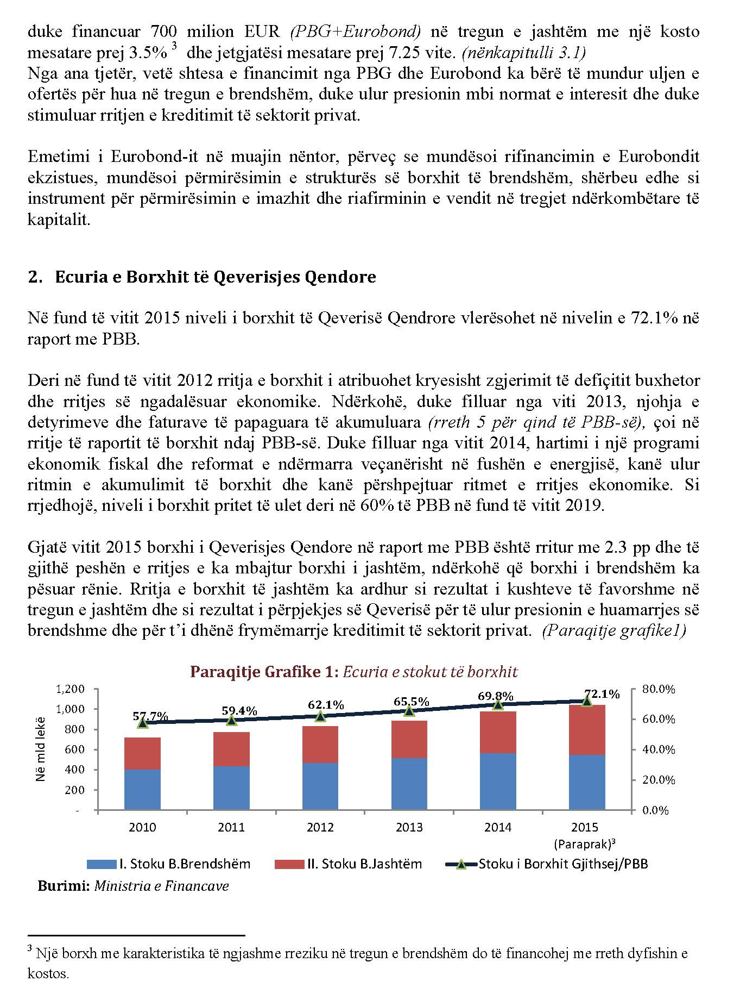 duke financuar 700 milion EUR (PBG+Eurobond) në tregun e jashtëm me një kosto
mesatare prej 3.5% 3 dhe jetgjatësi mesatare prej 7.25 vite. (nënkapitulli 3.1)
Nga ana tjetër, vetë shtesa e financimit nga PBG dhe Eurobond ka bërë të mundur uljen e
ofertës për hua në tregun e brendshëm, duke ulur presionin mbi normat e interesit dhe duke
stimuluar rritjen e kreditimit të sektorit privat.
Emetimi i Eurobond-it në muajin nëntor, përveç se mundësoi rifinancimin e Eurobondit
ekzistues, mundësoi përmirësimin e strukturës së borxhit të brendshëm, shërbeu edhe si
instrument për përmirësimin e imazhit dhe riafirminin e vendit në tregjet ndërkombëtare të
kapitalit.
2. Ecuria e Borxhit të Qeverisjes Qendore
Në fund të vitit 2015 niveli i borxhit të Qeverisë Qendrore vlerësohet në nivelin e 72.1% në
raport me PBB.
Deri në fund të vitit 2012 rritja e borxhit i atribuohet kryesisht zgjerimit të defiçitit buxhetor
dhe rritjes së ngadalësuar ekonomike. Ndërkohë, duke filluar nga viti 2013, njohja e
detyrimeve dhe faturave të papaguara të akumuluara (rreth 5 për qind të PBB-së), çoi në
rritje të raportit të borxhit ndaj PBB-së. Duke filluar nga vitit 2014, hartimi i një programi
ekonomik fiskal dhe reformat e ndërmarra veçanërisht në fushën e energjisë, kanë ulur
ritmin e akumulimit të borxhit dhe kanë përshpejtuar ritmet e rritjes ekonomike. Si
rrjedhojë, niveli i borxhit pritet të ulet deri në 60% të PBB në fund të vitit 2019.
Gjatë vitit 2015 borxhi i Qeverisjes Qendore në raport me PBB është rritur me 2.3 pp dhe të
gjithë peshën e rritjes e ka mbajtur borxhi i jashtëm, ndërkohë që borxhi i brendshëm ka
pësuar rënie. Rritja e borxhit të jashtëm ka ardhur si rezultat i kushteve të favorshme në
tregun e jashtëm dhe si rezultat i përpjekjes së Qeverisë për të ulur presionin e huamarrjes së
brendshme dhe për t’i dhënë frymëmarrje kreditimit të sektorit privat. (Paraqitje grafike1)
Paraqitje Grafike 1: Ecuria e stokut të borxhit
1,200
1,000
800
600
400
200
-
Në mld lekë
57.7%
59.4%
62.1%
65.5%
69.8%
72.1%
80.0%
60.0%
40.0%
20.0%
0.0%
2010 2011 2012 2013 2014 2015
(Paraprak)³
I. Stoku B.Brendshëm II. Stoku B.Jashtëm Stoku i Borxhit Gjithsej/PBB
Burimi: Ministria e Financave
3 Një borxh me karakteristika të ngjashme rreziku në tregun e brendshëm do të financohej me rreth dyfishin e
kostos.